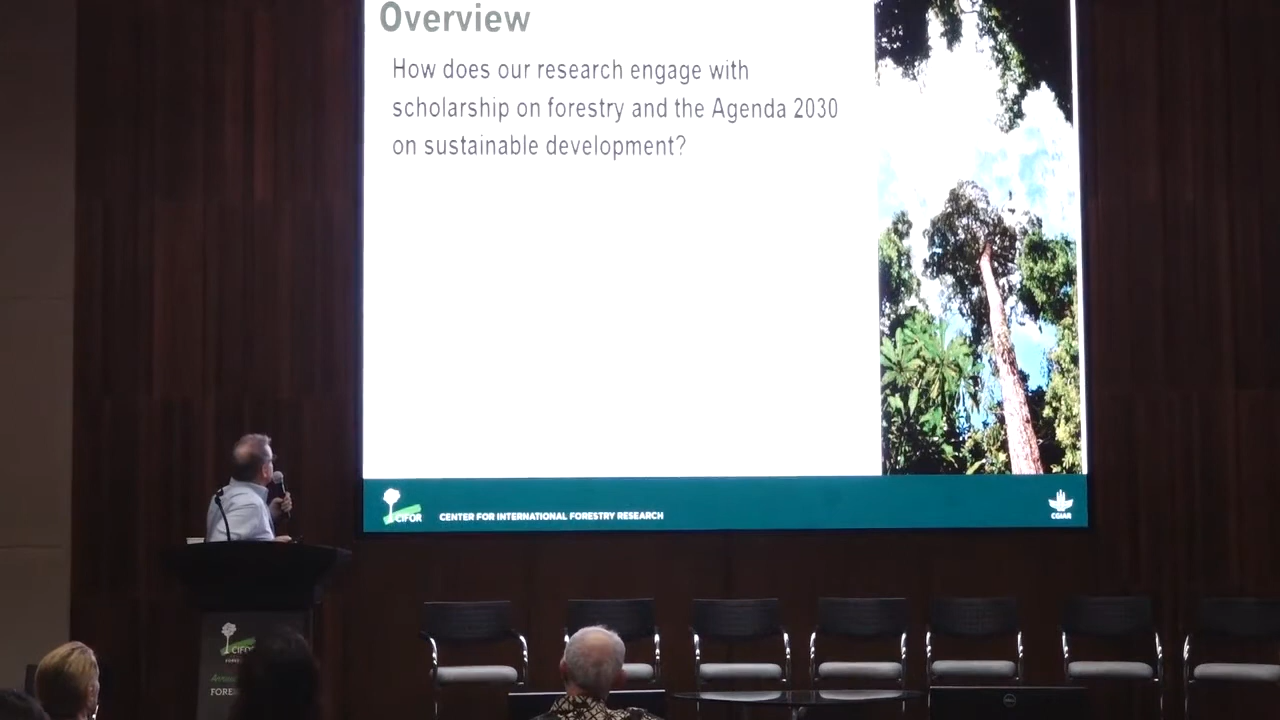 Overview
How does our research engage with
scholarship on forestry and the Agenda 2030
on sustainable development?
CIFOR
CENTER FOR INTERNATIONAL FORESTRY RESEARCH
CGIAR
DELL